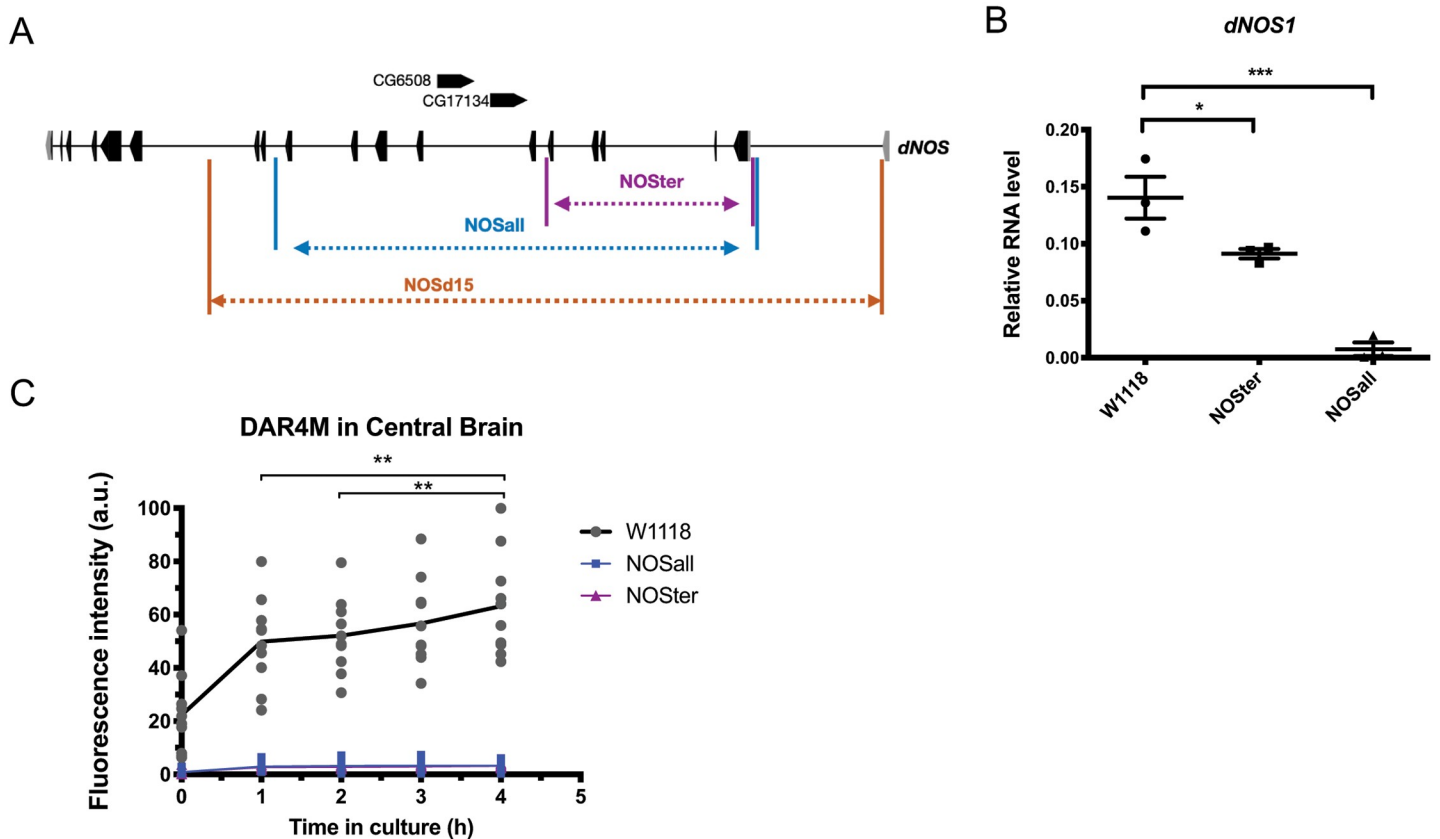 A
CG6508
CG17134
dNOS
NOSter
NOSall
NOSd15
B
dNOS1
***
*
Relative RNA level
0.20
0.15
0.10
0.05
0.00
W1118
NOSter
NOSall
C
DAR4M in Central Brain
**
**
Fluorescence intensity (a.u.)
100
80
60
40
20
0
0 1 2 3 4 5
Time in culture (h)
W1118
NOSall
NOSter